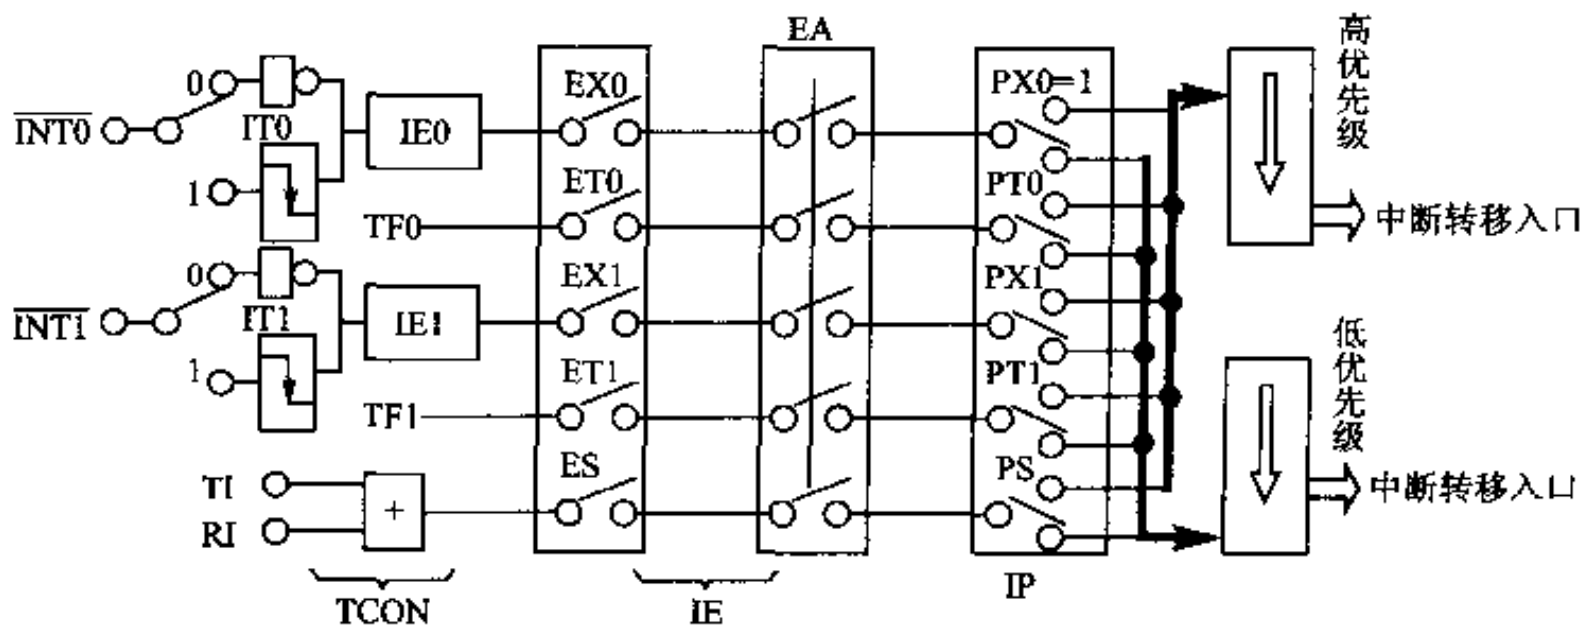 EA
高优先级
0
EX0
PX0=1
INT0
IT0
IE0
1
ET0
PT0
TF0
中断转移入口
0
EX1
PX1
INT1
IT1
IE1
低优先级
1
ET1
PT1
TF1
ES
PS
TI
+
中断转移入口
RI
TCON
IE
IP